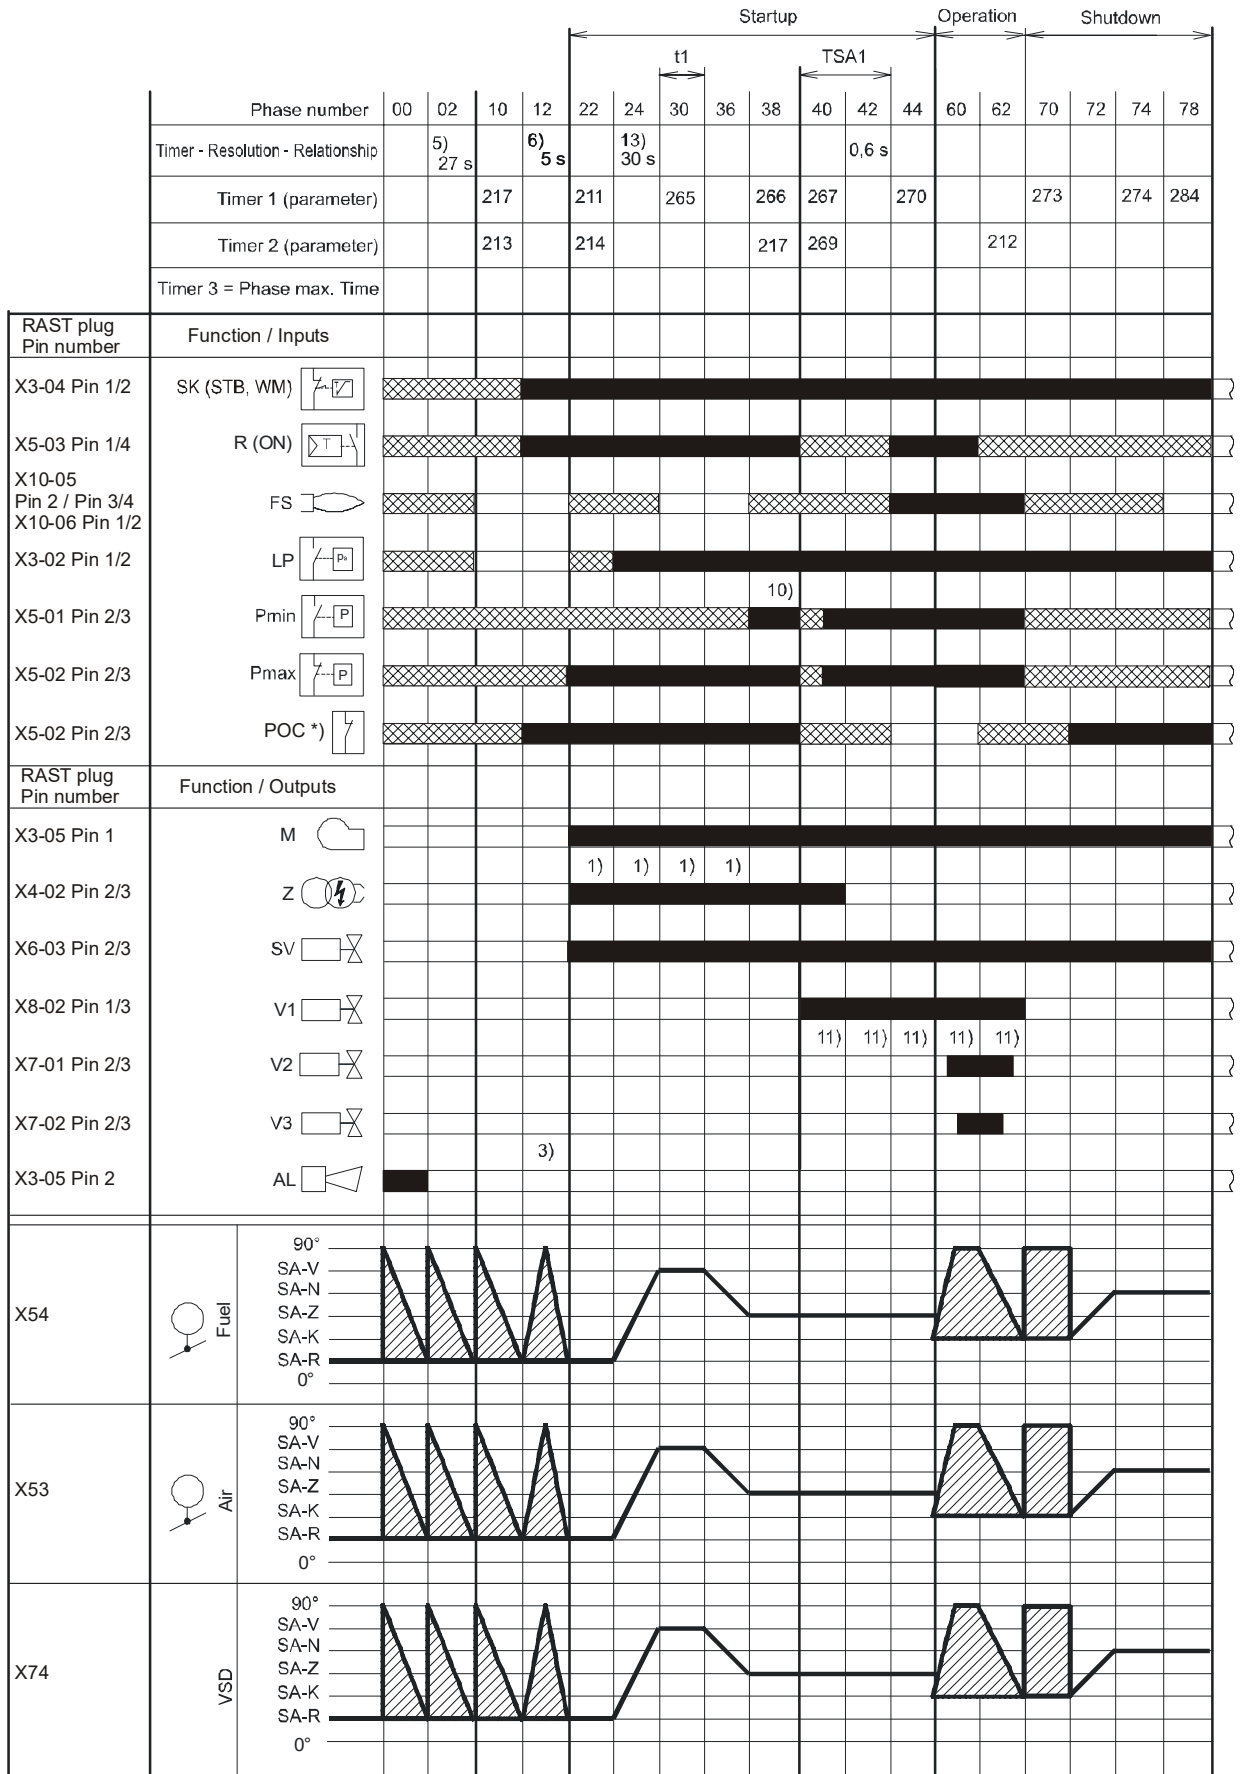 Startup Operation Shutdown
t1 TSA1
Phase number 00 02 10 12 22 24 30 36 38 40 42 44 60 62 70 72 74 78
Timer - Resolution - Relationship 5) 27 s 6) 5 s 13) 30 s 0,6 s
Timer 1 (parameter) 217 211 265 266 267 270 273 274 284
Timer 2 (parameter) 213 214 217 269 212
Timer 3 = Phase max. Time
RAST plug
Pin number
Function / Inputs
X3-04 Pin 1/2 SK (STB, WM)
X5-03 Pin 1/4 R (ON) T
X10-05
Pin 2 / Pin 3/4
X10-06 Pin 1/2
FS
X3-02 Pin 1/2 LP Pa
10)
X5-01 Pin 2/3 Pmin P
X5-02 Pin 2/3 Pmax P
X5-02 Pin 2/3 POC *)
RAST plug
Pin number
Function / Outputs
X3-05 Pin 1 M
1) 1) 1) 1)
X4-02 Pin 2/3 Z
X6-03 Pin 2/3 SV
X8-02 Pin 1/3 V1
11) 11) 11) 11) 11)
X7-01 Pin 2/3 V2
X7-02 Pin 2/3 V3
3)
X3-05 Pin 2 AL
X54
Fuel
90°
SA-V
SA-N
SA-Z
SA-K
SA-R
0°
X53
Air
90°
SA-V
SA-N
SA-Z
SA-K
SA-R
0°
X74
VSD
90°
SA-V
SA-N
SA-Z
SA-K
SA-R
0°